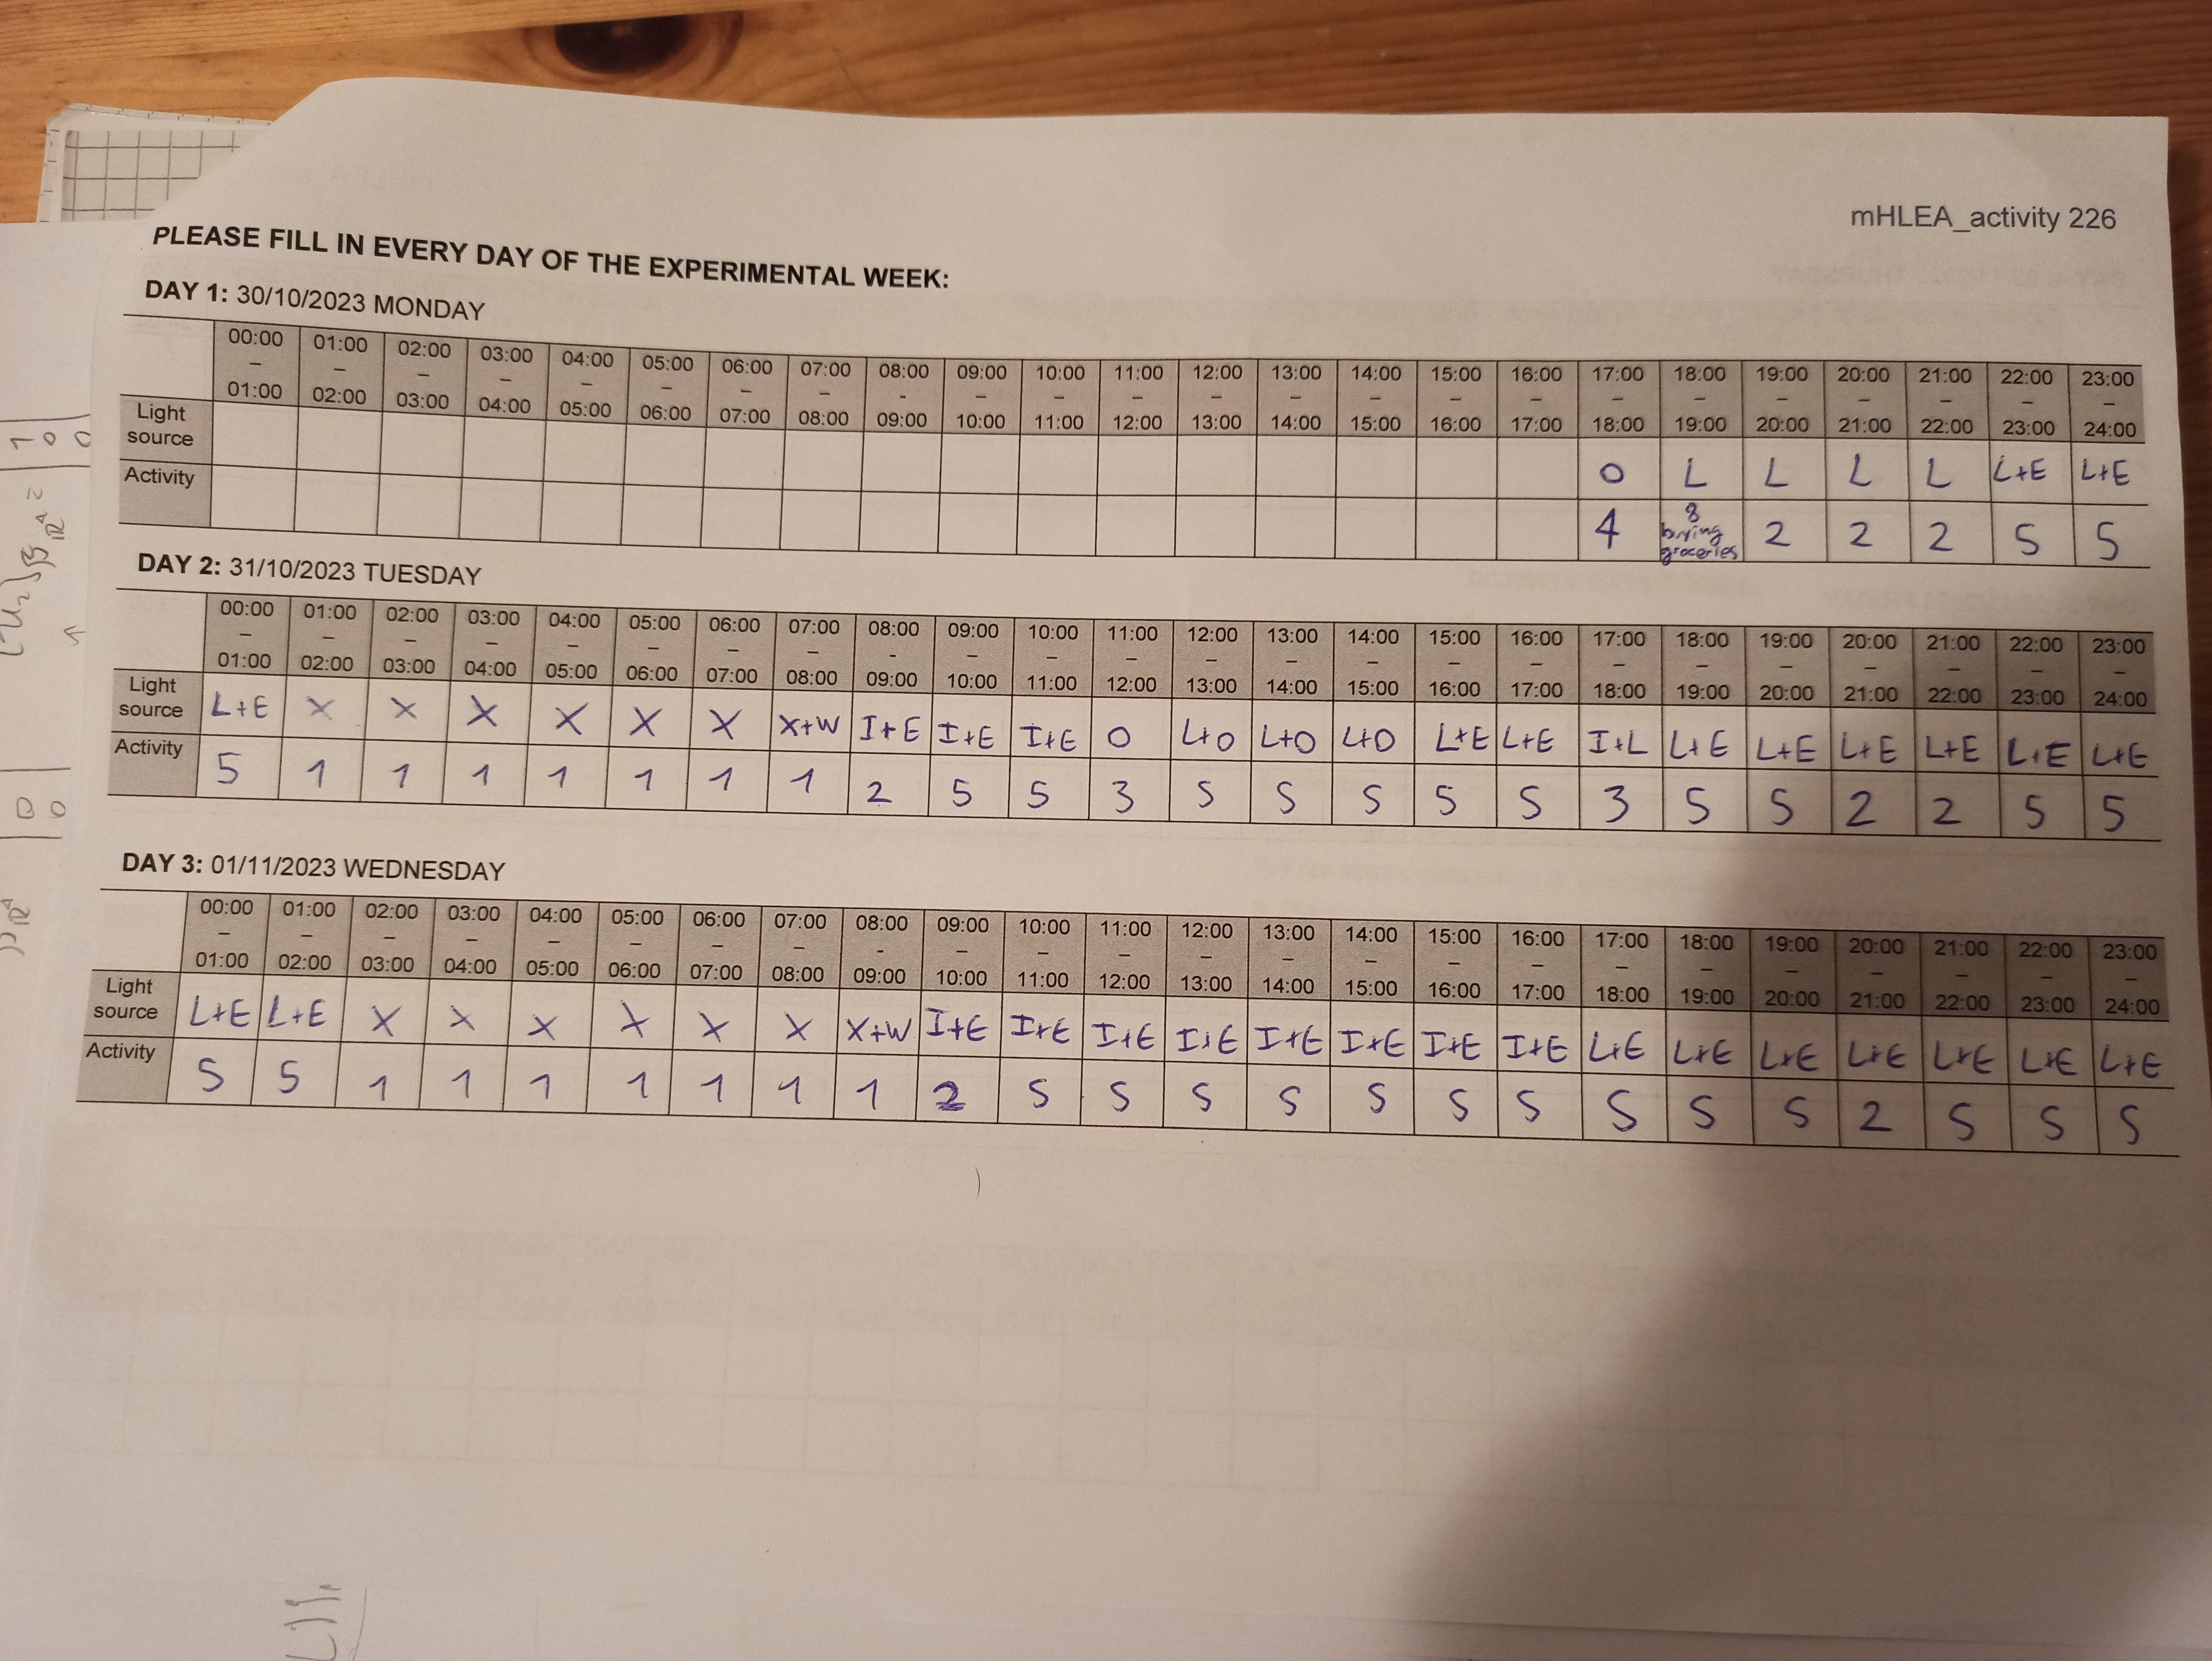 mHLEA_activity 226
PLEASE FILL IN EVERY DAY OF THE EXPERIMENTAL WEEK:
DAY 1: 30/10/2023 MONDAY
00:00 – 01:00 01:00 – 02:00 02:00 – 03:00 03:00 – 04:00 04:00 – 05:00 05:00 – 06:00 06:00 – 07:00 07:00 – 08:00 08:00 – 09:00 09:00 – 10:00 10:00 – 11:00 11:00 – 12:00 12:00 – 13:00 13:00 – 14:00 14:00 – 15:00 15:00 – 16:00 16:00 – 17:00 17:00 – 18:00 18:00 – 19:00 19:00 – 20:00 20:00 – 21:00 21:00 – 22:00 22:00 – 23:00 23:00 – 24:00
Light source O L L L L L+E L+E
Activity 4 8 buying groceries 2 2 2 5 5
DAY 2: 31/10/2023 TUESDAY
00:00 – 01:00 01:00 – 02:00 02:00 – 03:00 03:00 – 04:00 04:00 – 05:00 05:00 – 06:00 06:00 – 07:00 07:00 – 08:00 08:00 - 09:00 09:00 – 10:00 10:00 – 11:00 11:00 – 12:00 12:00 – 13:00 13:00 – 14:00 14:00 – 15:00 15:00 – 16:00 16:00 – 17:00 17:00 – 18:00 18:00 – 19:00 19:00 – 20:00 20:00 – 21:00 21:00 – 22:00 22:00 – 23:00 23:00 – 24:00
Light source L+E X X X X X X X+W I+E I+E I+E O L+O L+O L+O L+E L+E I+L L+E L+E L+E L+E L+E L+E
Activity 5 1 1 1 1 1 1 1 2 5 5 3 5 5 5 5 5 3 5 5 2 2 5 5
DAY 3: 01/11/2023 WEDNESDAY
00:00 – 01:00 01:00 – 02:00 02:00 – 03:00 03:00 – 04:00 04:00 – 05:00 05:00 – 06:00 06:00 – 07:00 07:00 – 08:00 08:00 - 09:00 09:00 – 10:00 10:00 – 11:00 11:00 – 12:00 12:00 – 13:00 13:00 – 14:00 14:00 – 15:00 15:00 – 16:00 16:00 – 17:00 17:00 – 18:00 18:00 – 19:00 19:00 – 20:00 20:00 – 21:00 21:00 – 22:00 22:00 – 23:00 23:00 – 24:00
Light source L+E L+E X X X X X X X+W I+E I+E I+E I+E I+E I+E I+E I+E L+E L+E L+E L+E L+E L+E L+E
Activity 5 5 1 1 1 1 1 1 1 2 5 5 5 5 5 5 5 5 5 5 2 5 5 5